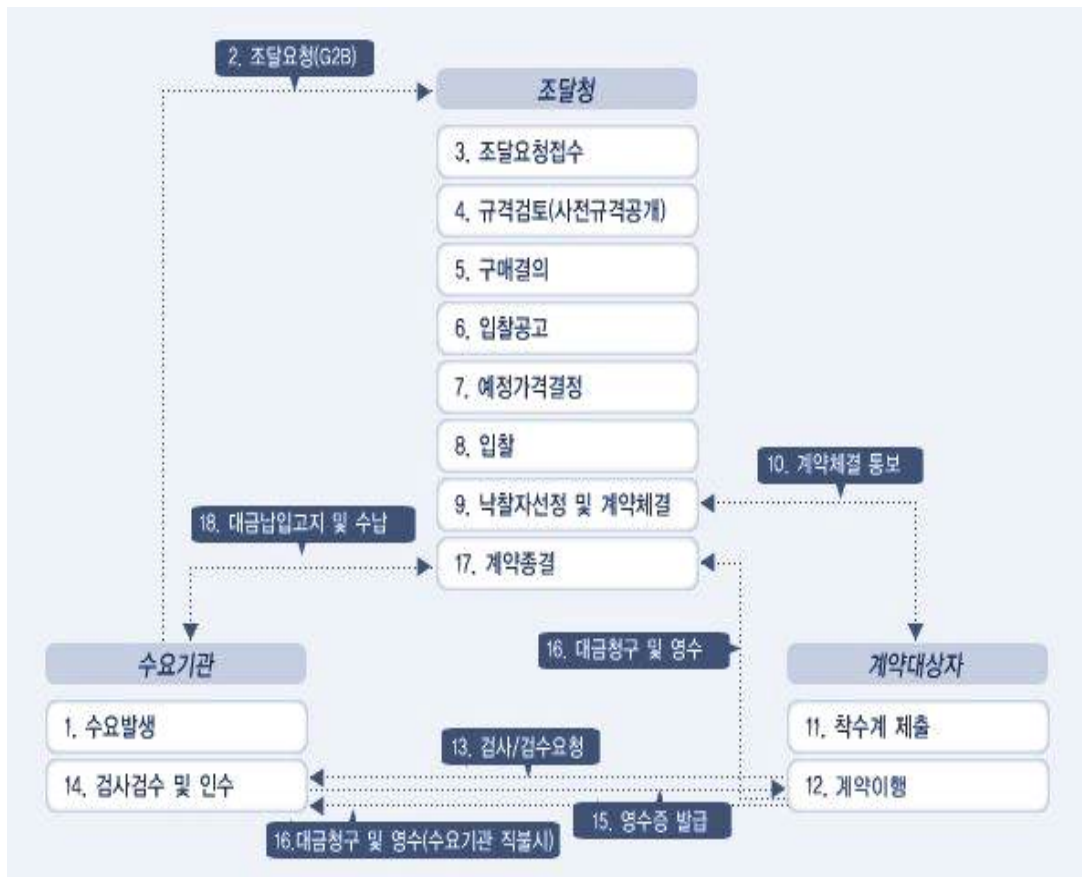 2. 조달요청(G2B)
조달청
3. 조달요청접수
4. 규격검토(사전규격공개)
5. 구매결의
6. 입찰공고
7. 예정가격결정
8. 입찰
10. 계약체결 통보
9. 낙찰자선정 및 계약체결
18. 대금납입고지 및 수납
17. 계약종결
16. 대금청구 및 영수
수요기관
계약대상자
1. 수요발생
11. 착수계 제출
13. 검사/검수요청
14. 검사검수 및 인수
12. 계약이행
15. 영수증 발급
16.대금청구 및 영수(수요기관 직불시)